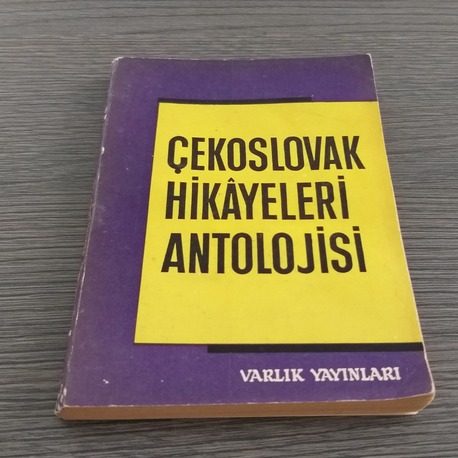 ÇEKOSLOVAK
HİKÂYELERİ
ANTOLOJİSİ
VARLIK YAYINLARI